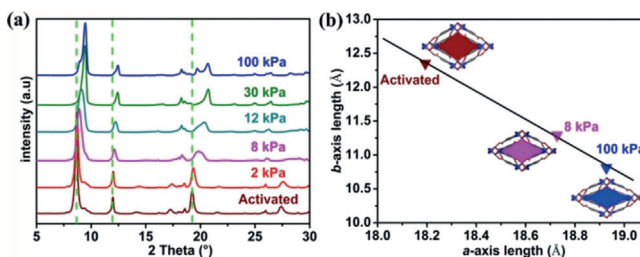 (a)
intensity (a.u)
100 kPa
30 kPa
12 kPa
8 kPa
2 kPa
Activated
5 10 15 20 25 30
2 Theta (°)
(b)
b-axis length (Å)
13.0
12.5
12.0
11.5
11.0
10.5
10.0
Activated
8 kPa
100 kPa
18.0 18.2 18.4 18.6 18.8 19.0
a-axis length (Å)